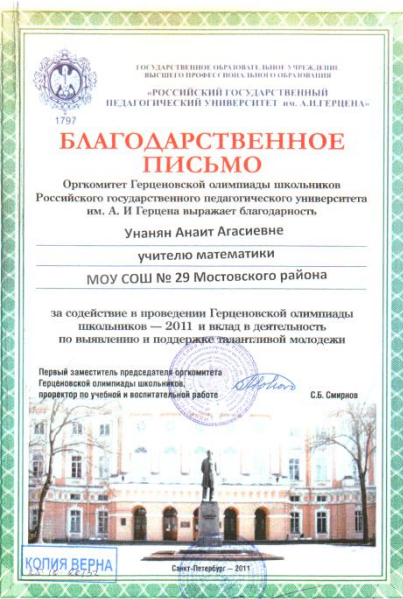 ГОСУДАРСТВЕННОЕ ОБРАЗОВАТЕЛЬНОЕ УЧРЕЖДЕНИЕ
ВЫСШЕГО ПРОФЕССИОНАЛЬНОГО ОБРАЗОВАНИЯ
«РОССИЙСКИЙ ГОСУДАРСТВЕННЫЙ
ПЕДАГОГИЧЕСКИЙ УНИВЕРСИТЕТ им. А.И.ГЕРЦЕНА»
1797
БЛАГОДАРСТВЕННОЕ
ПИСЬМО
Оргкомитет Герценовской олимпиады школьников
Российского государственного педагогического университета
им. А. И Герцена выражает благодарность
Унанян Анаит Агасиевне
учителю математики
МОУ СОШ № 29 Мостовского района
за содействие в проведении Герценовской олимпиады
школьников — 2011 и вклад в деятельность
по выявлению и поддержке талантливой молодежи
Первый заместитель председателя оргкомитета
Герценовской олимпиады школьников,
проректор по учебной и воспитательной работе
С.Б. Смирнов
КОПИЯ ВЕРНА
Санкт-Петербург — 2011